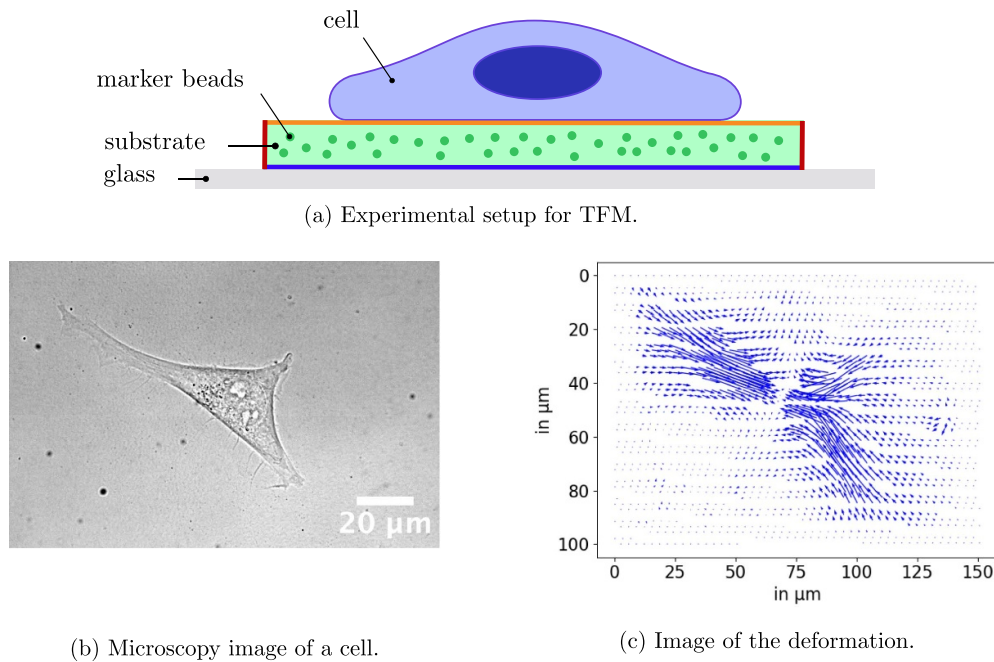 cell
marker beads
substrate
glass
(a) Experimental setup for TFM.
20 µm
(b) Microscopy image of a cell.
0
20
40
60
80
100
in µm
0 25 50 75 100 125 150
in µm
(c) Image of the deformation.